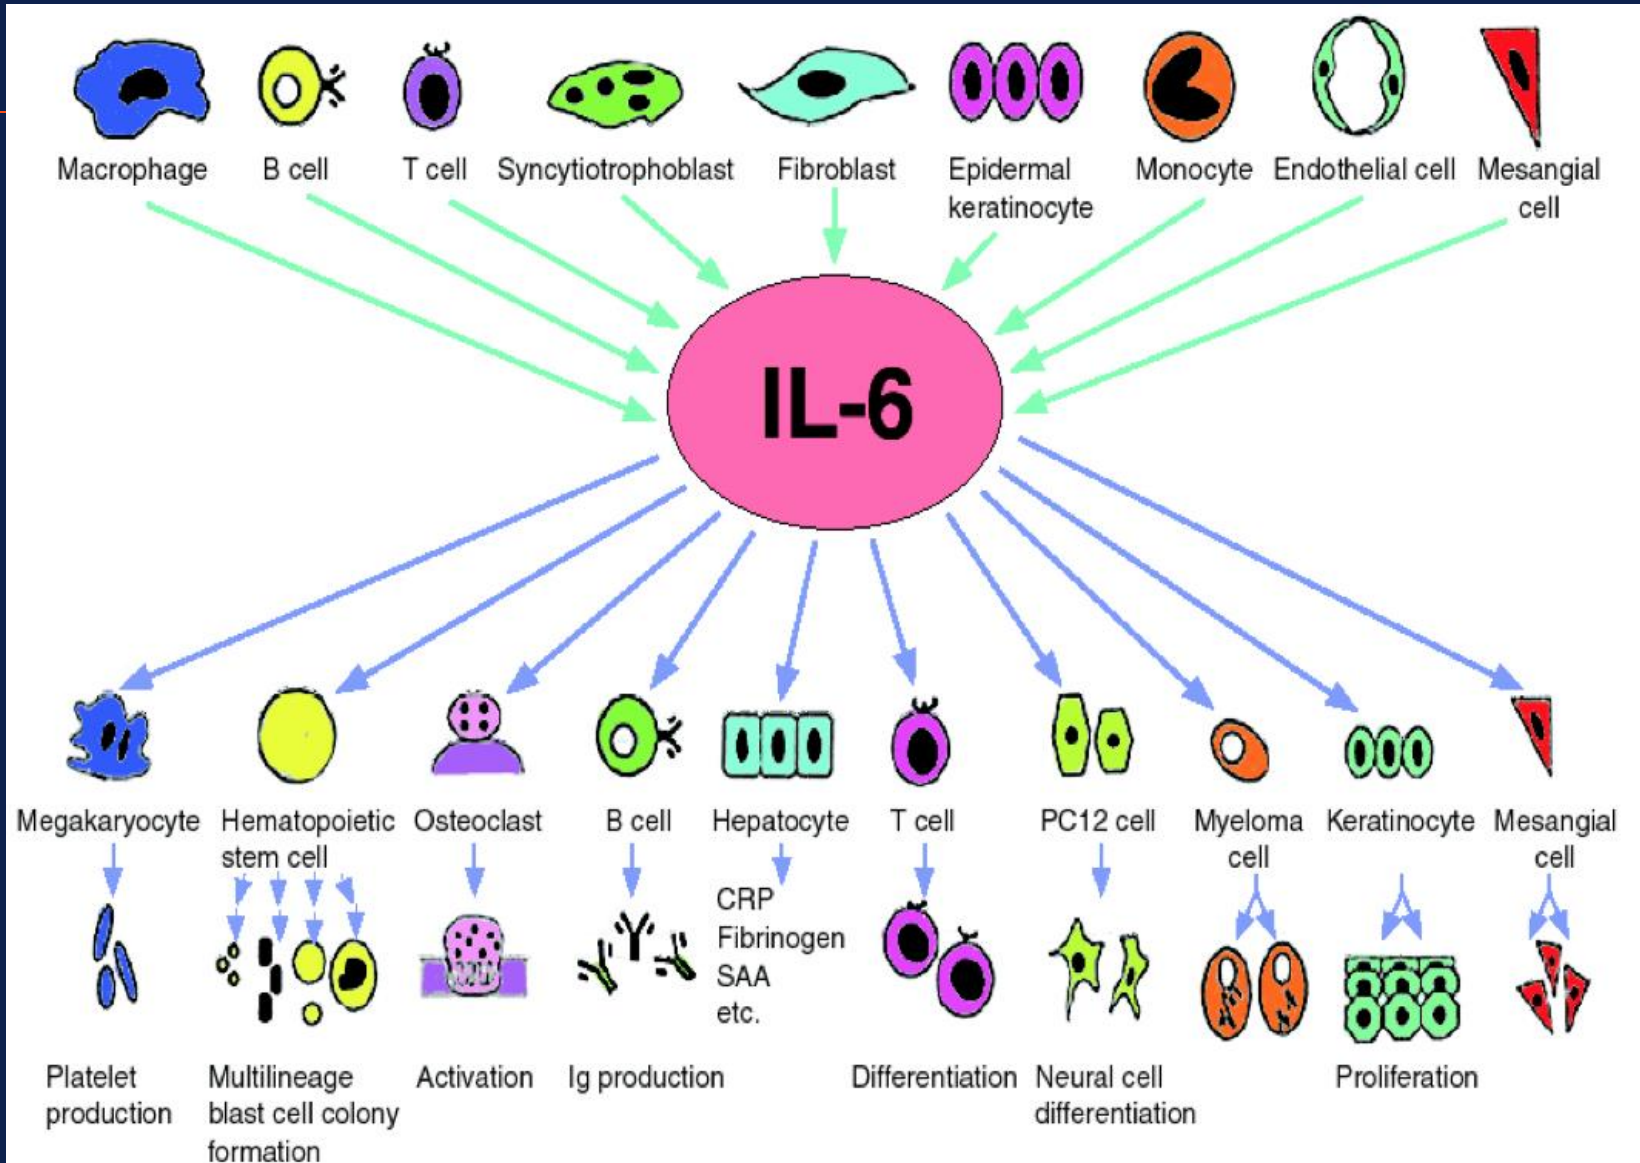 Macrophage
B cell
T cell
Syncytiotrophoblast
Fibroblast
Epidermal
keratinocyte
Monocyte
Endothelial cell
Mesangial
cell
IL-6
Megakaryocyte
Hematopoietic
stem cell
Osteoclast
B cell
Hepatocyte
T cell
PC12 cell
Myeloma
cell
Keratinocyte
Mesangial
cell
CRP
Fibrinogen
SAA
etc.
Platelet
production
Multilineage
blast cell colony
formation
Activation
Ig production
Differentiation
Neural cell
differentiation
Proliferation